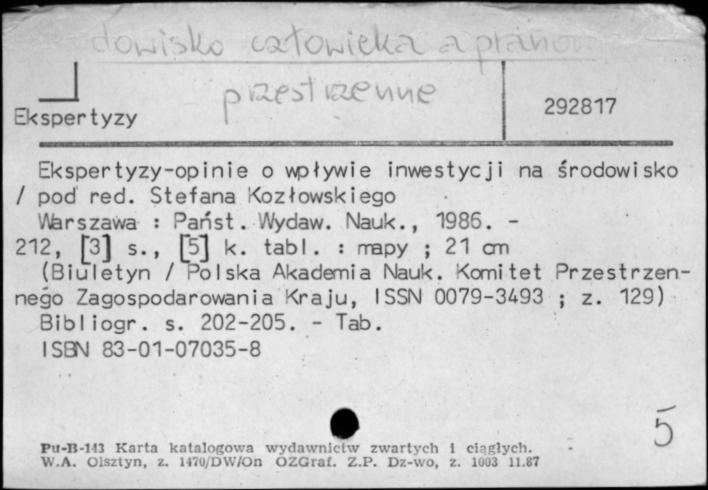 środowisko człowieka a planow
przestrzenne
Ekspertyzy
292817
Ekspertyzy-opinie o wpływie inwestycji na środowisko
/ pod red. Stefana Kozłowskiego
Warszawa : Państ. Wydaw. Nauk., 1986. -
212, [3] s., [5] k. tabl. : mapy ; 21 cm
(Biuletyn / Polska Akademia Nauk. Komitet Przestrzen-
nego Zagospodarowania Kraju, ISSN 0079-3493 ; z. 129)
Bibliogr. s. 202-205. - Tab.
ISBN 83-01-07035-8
5
Pu-B-143 Karta katalogowa wydawnictw zwartych i ciągłych.
W.A. Olsztyn, z. 1470/DW/On OZGraf. Z.P. Dz-wo, z. 1003 11.87